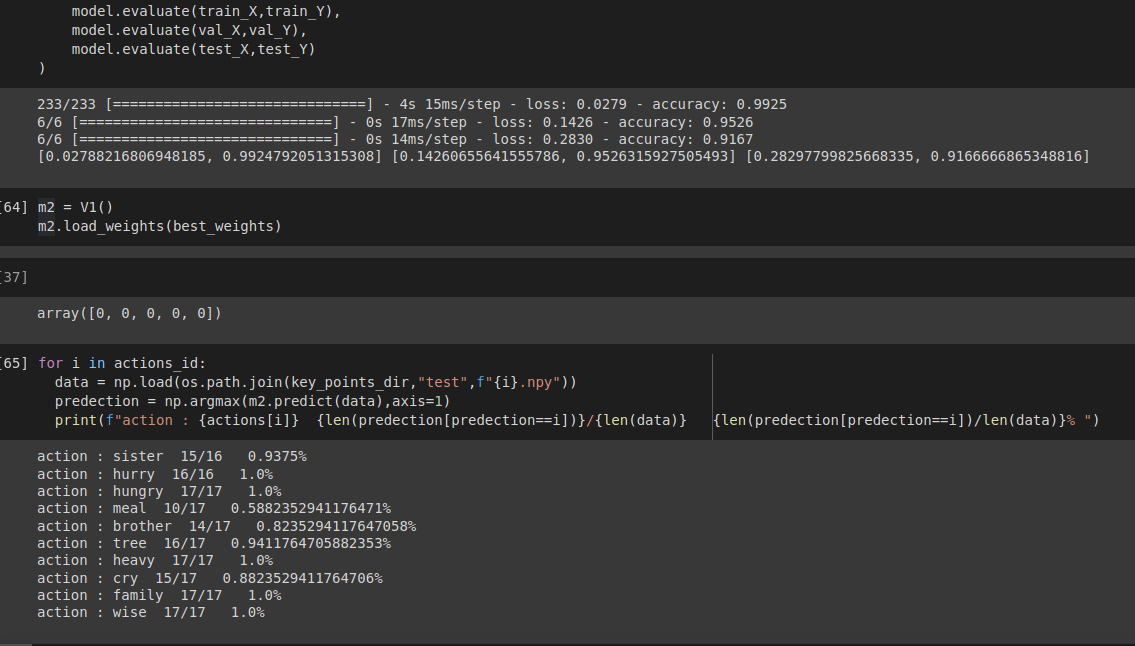 model.evaluate(train_X,train_Y),
model.evaluate(val_X,val_Y),
model.evaluate(test_X,test_Y)
)
233/233 [==============================] - 4s 15ms/step - loss: 0.0279 - accuracy: 0.9925
6/6 [==============================] - 0s 17ms/step - loss: 0.1426 - accuracy: 0.9526
6/6 [==============================] - 0s 14ms/step - loss: 0.2830 - accuracy: 0.9167
[0.02788216806948185, 0.9924792051315308] [0.14260655641555786, 0.9526315927505493] [0.28297799825668335, 0.9166666865348816]
[64] m2 = V1()
m2.load_weights(best_weights)
[37]
array([0, 0, 0, 0, 0])
[65] for i in actions_id:
data = np.load(os.path.join(key_points_dir,"test",f"{i}.npy"))
predection = np.argmax(m2.predict(data),axis=1)
print(f"action : {actions[i]}  {len(predection[predection==i])}/{len(data)}   {len(predection[predection==i])/len(data)}% ")
action : sister  15/16   0.9375%
action : hurry  16/16   1.0%
action : hungry  17/17   1.0%
action : meal  10/17   0.5882352941176471%
action : brother  14/17   0.8235294117647058%
action : tree  16/17   0.9411764705882353%
action : heavy  17/17   1.0%
action : cry  15/17   0.8823529411764706%
action : family  17/17   1.0%
action : wise  17/17   1.0%